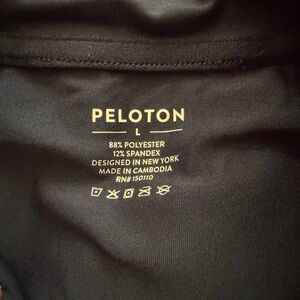 PELOTON
L
88% POLYESTER
12% SPANDEX
DESIGNED IN NEW YORK
MADE IN CAMBODIA
RN# 150110